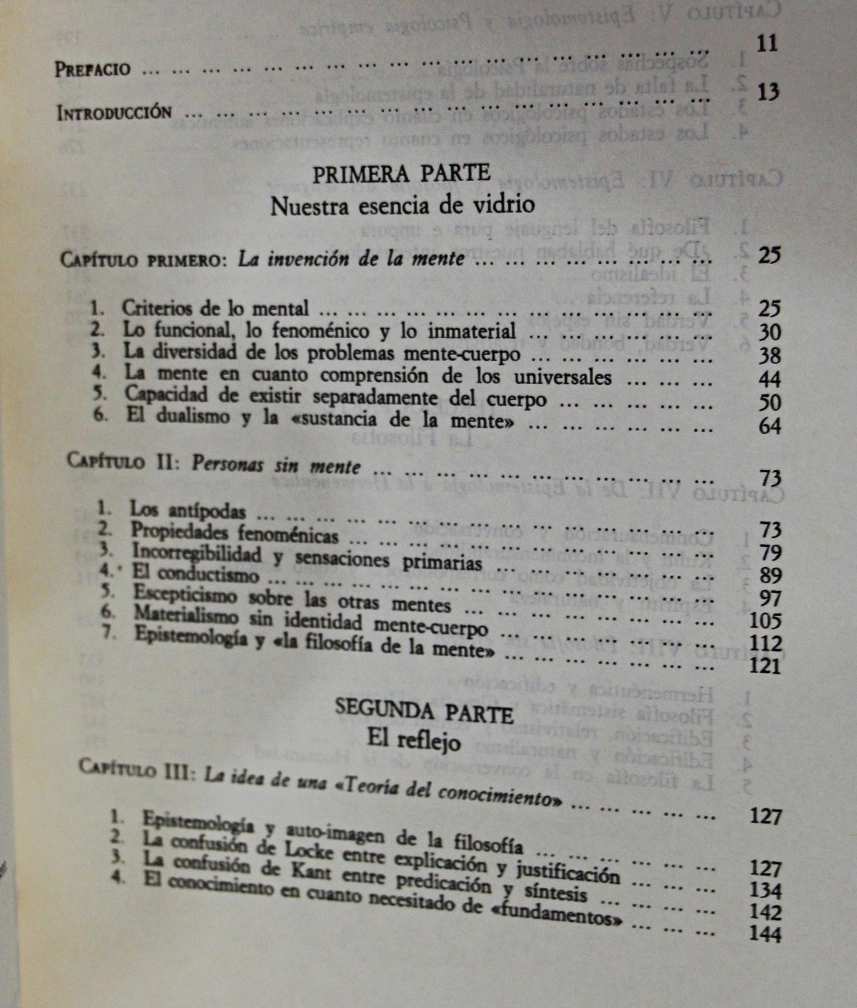 PREFACIO ... ... ... ... ... ... ... ... ... ... ... ... ... ... ... ... ... ... ... 11
INTRODUCCIÓN ... ... ... ... ... ... ... ... ... ... ... ... ... ... ... ... ... 13
PRIMERA PARTE
Nuestra esencia de vidrio
CAPÍTULO PRIMERO: La invención de la mente ... ... ... ... ... ... ... ... 25
1. Criterios de lo mental ... ... ... ... ... ... ... ... ... ... ... ... ... 25
2. Lo funcional, lo fenoménico y lo inmaterial ... ... ... ... ... ... 30
3. La diversidad de los problemas mente-cuerpo ... ... ... ... ... ... 38
4. La mente en cuanto comprensión de los universales ... ... ... 44
5. Capacidad de existir separadamente del cuerpo ... ... ... ... ... 50
6. El dualismo y la «sustancia de la mente» ... ... ... ... ... ... 64
CAPÍTULO II: Personas sin mente ... ... ... ... ... ... ... ... ... ... ... 73
1. Los antípodas ... ... ... ... ... ... ... ... ... ... ... ... ... ... ... 73
2. Propiedades fenoménicas ... ... ... ... ... ... ... ... ... ... ... ... 79
3. Incorregibilidad y sensaciones primarias ... ... ... ... ... ... ... 89
4. El conductismo ... ... ... ... ... ... ... ... ... ... ... ... ... ... ... 97
5. Escepticismo sobre las otras mentes ... ... ... ... ... ... ... ... 105
6. Materialismo sin identidad mente-cuerpo ... ... ... ... ... ... ... 112
7. Epistemología y «la filosofía de la mente» ... ... ... ... ... ... ... 121
SEGUNDA PARTE
El reflejo
CAPÍTULO III: La idea de una «Teoría del conocimiento» ... ... ... ... ... 127
1. Epistemología y auto-imagen de la filosofía ... ... ... ... ... ... 127
2. La confusión de Locke entre explicación y justificación ... ... ... 134
3. La confusión de Kant entre predicación y síntesis ... ... ... ... 142
4. El conocimiento en cuanto necesitado de «fundamentos» ... ... ... 144